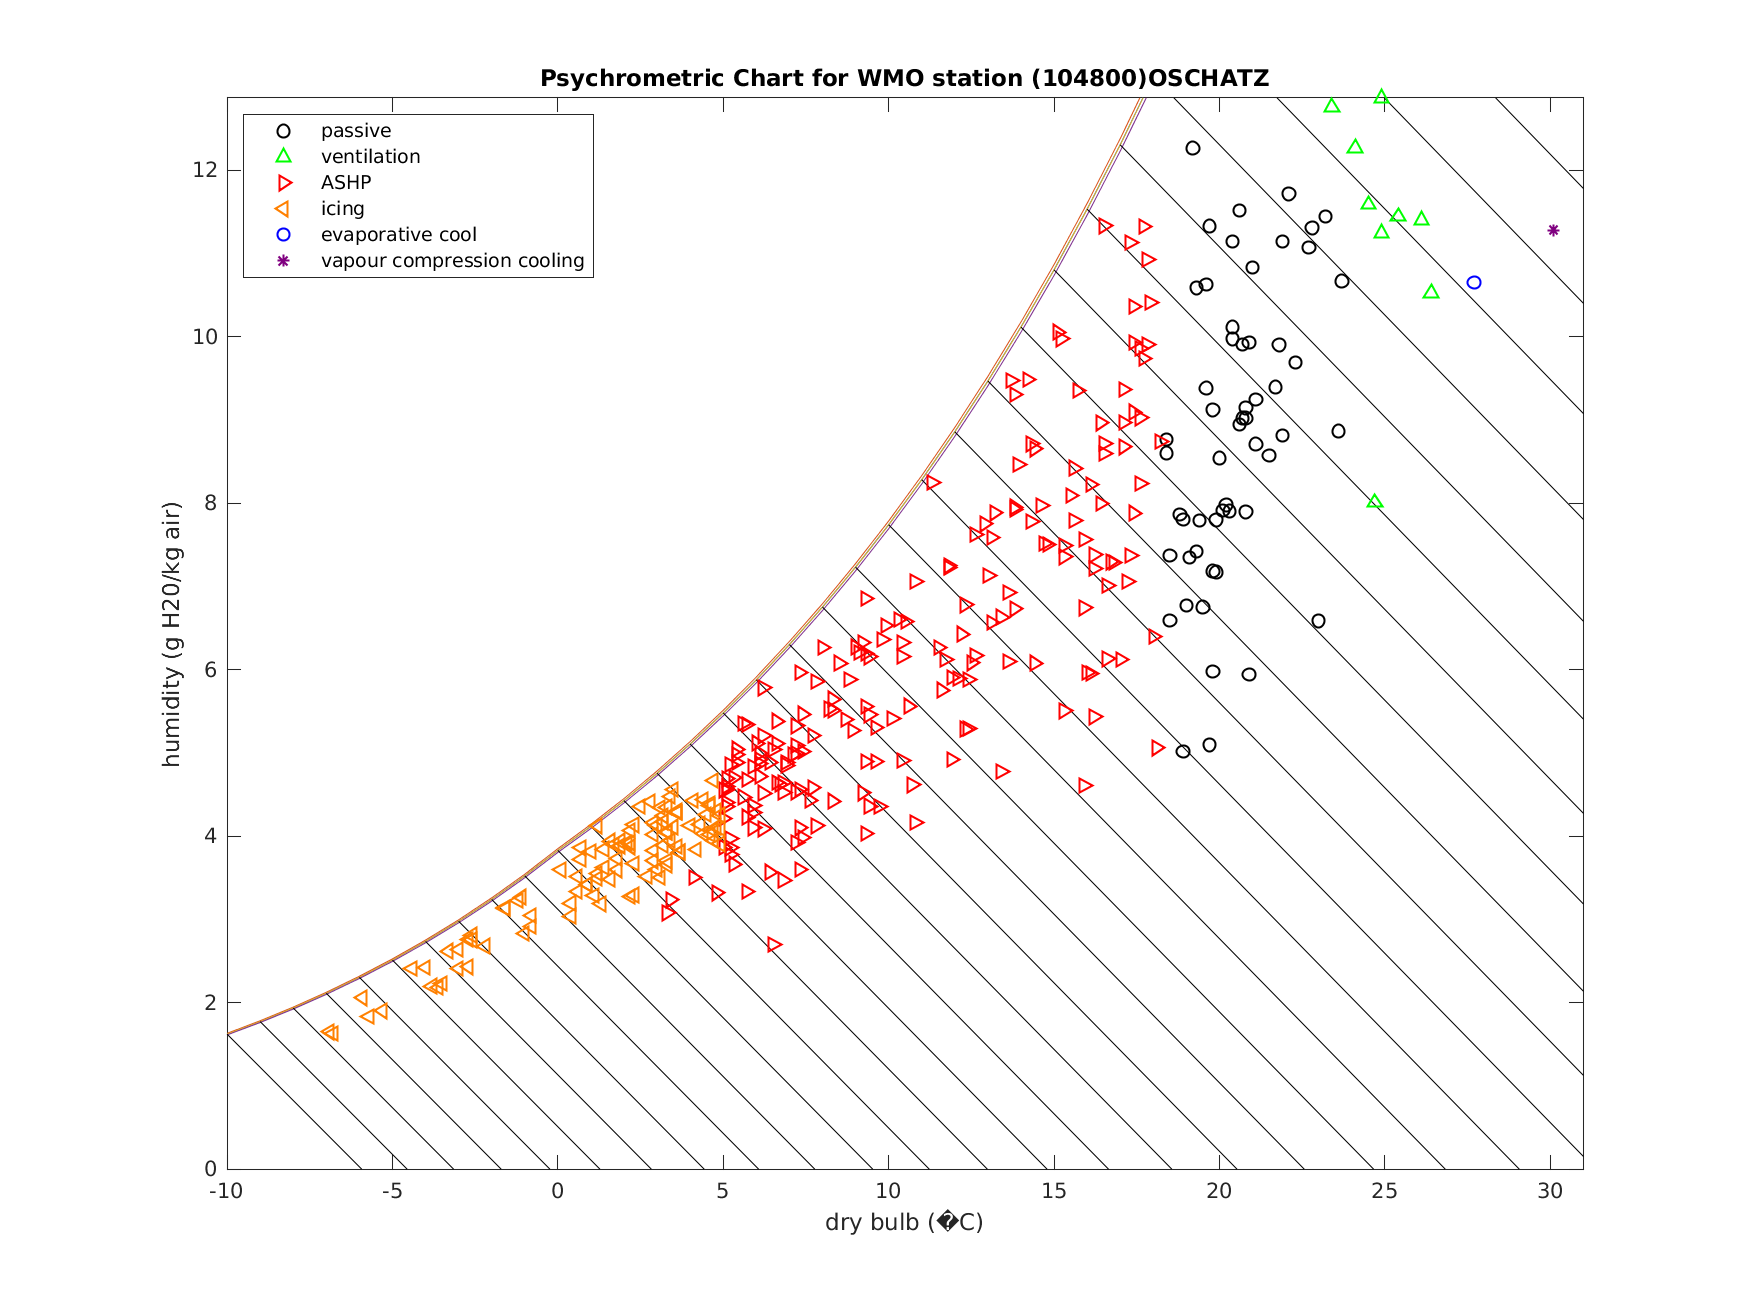 Psychrometric Chart for WMO station (104800)OSCHATZ
passive
ventilation
ASHP
icing
evaporative cool
vapour compression cooling
humidity (g H20/kg air)
12
10
8
6
4
2
0
-10 -5 0 5 10 15 20 25 30
dry bulb (�C)